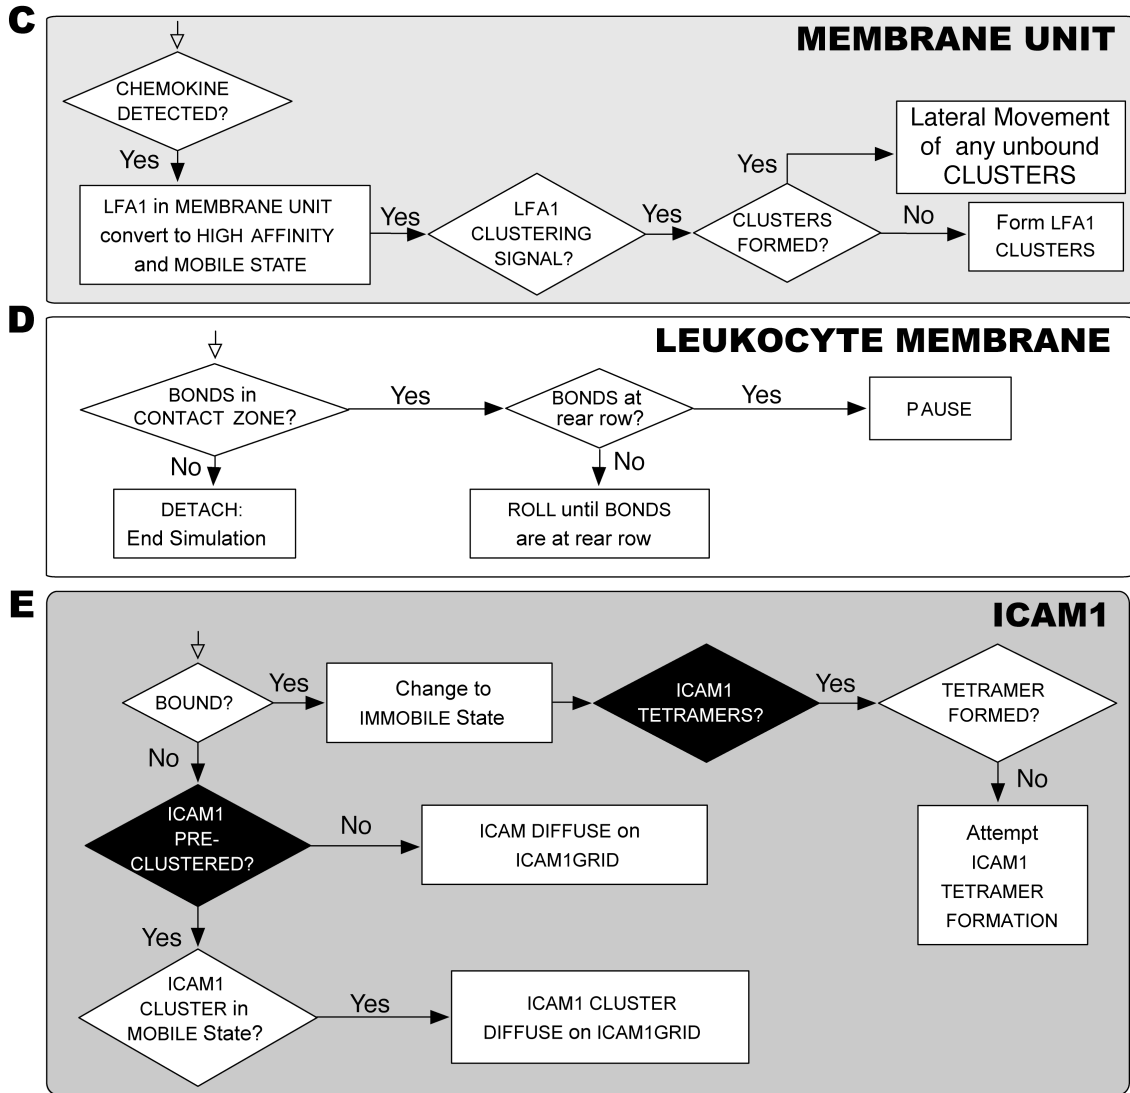 C
MEMBRANE UNIT
CHEMOKINE
DETECTED?
Yes
LFA1 in MEMBRANE UNIT
convert to HIGH AFFINITY
and MOBILE STATE
Yes
LFA1
CLUSTERING
SIGNAL?
Yes
CLUSTERS
FORMED?
Yes
Lateral Movement
of any unbound
CLUSTERS
No
Form LFA1
CLUSTERS
D
LEUKOCYTE MEMBRANE
BONDS in
CONTACT ZONE?
Yes
BONDS at
rear row?
Yes
PAUSE
No
DETACH:
End Simulation
No
ROLL until BONDS
are at rear row
E
ICAM1
BOUND?
Yes
Change to
IMMOBILE State
ICAM1
TETRAMERS?
Yes
TETRAMER
FORMED?
No
Attempt
ICAM1
TETRAMER
FORMATION
No
ICAM1
PRE-
CLUSTERED?
No
ICAM DIFFUSE on
ICAM1GRID
Yes
ICAM1
CLUSTER in
MOBILE State?
Yes
ICAM1 CLUSTER
DIFFUSE on ICAM1GRID